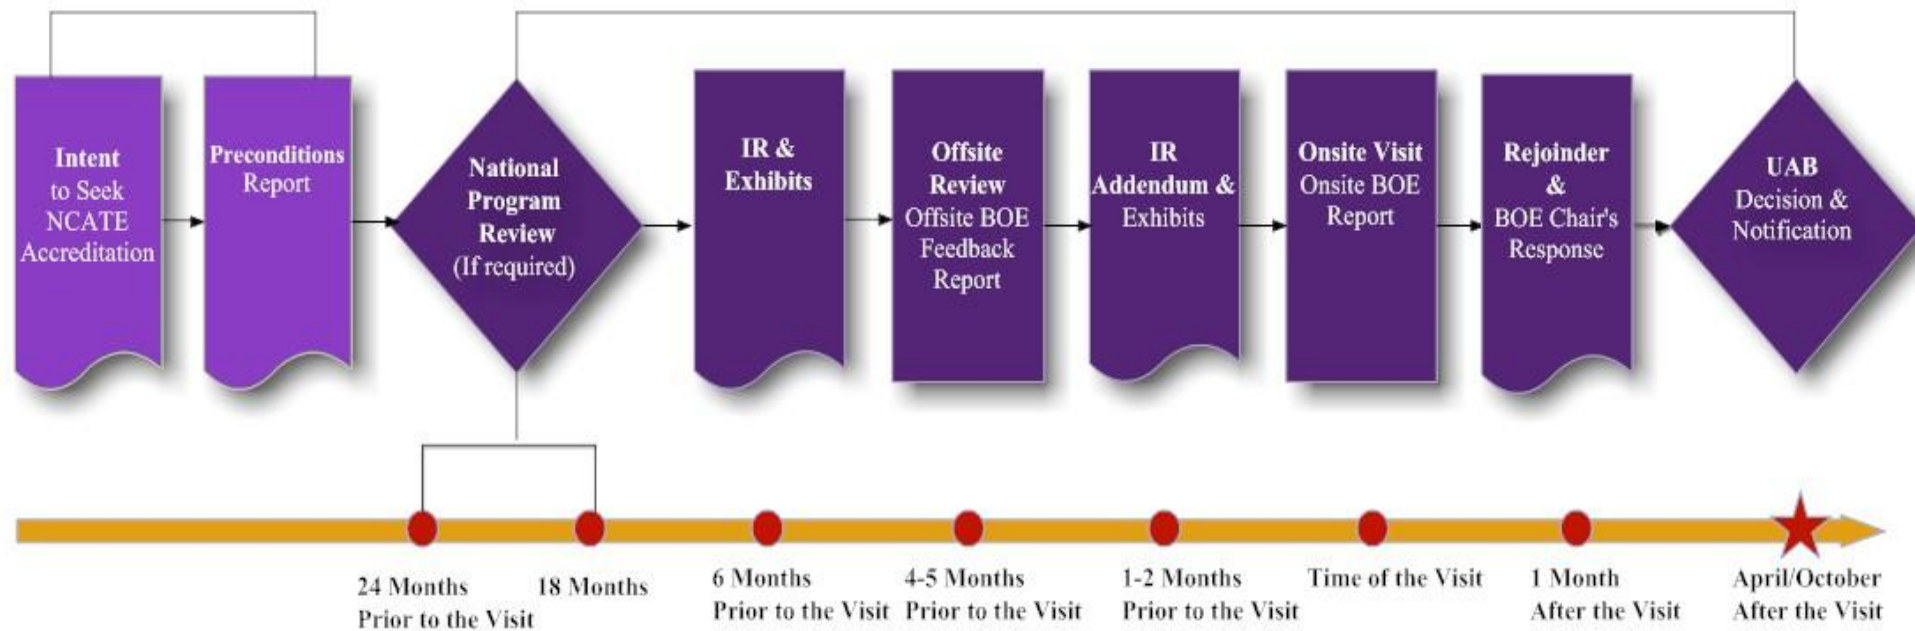 Intent
to Seek
NCATE
Accreditation
Preconditions
Report
National
Program
Review
(If required)
IR &
Exhibits
Offsite
Review
Offsite BOE
Feedback
Report
IR
Addendum &
Exhibits
Onsite Visit
Onsite BOE
Report
Rejoinder
&
BOE Chair's
Response
UAB
Decision &
Notification
24 Months
Prior to the Visit
18 Months
6 Months
Prior to the Visit
4-5 Months
Prior to the Visit
1-2 Months
Prior to the Visit
Time of the Visit
1 Month
After the Visit
April/October
After the Visit